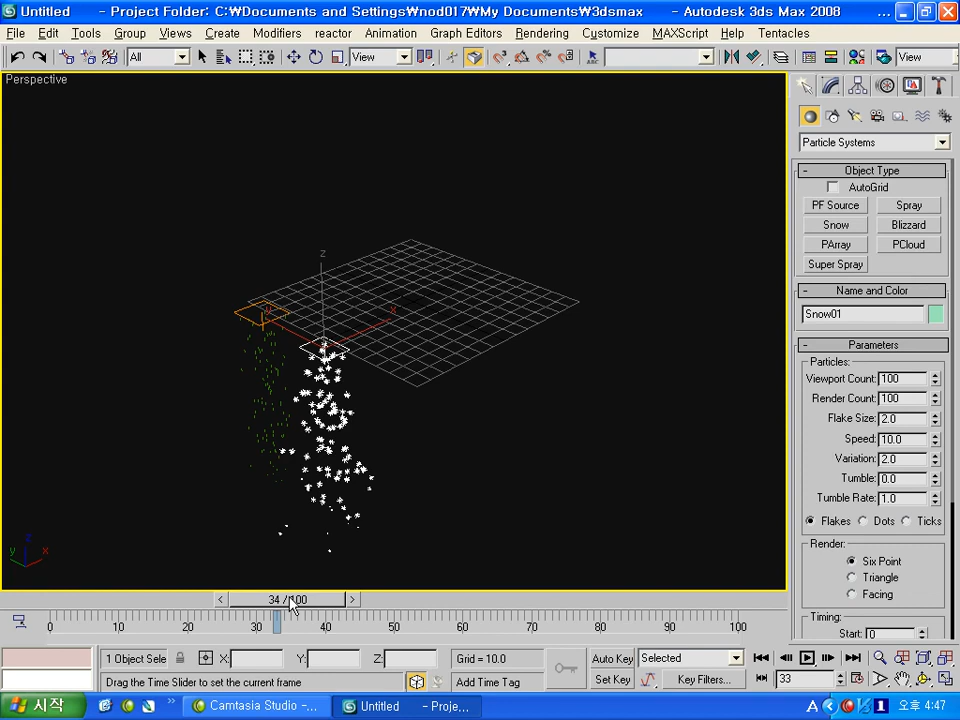 Untitled - Project Folder: C:₩Documents and Settings₩nod017₩My Documents₩3dsmax - Autodesk 3ds Max 2008 ...
File Edit Tools Group Views Create Modifiers reactor Animation Graph Editors Rendering Customize MAXScript Help Tentacles
All View View
Perspective
Particle Systems
- Object Type
AutoGrid
PF Source Spray
Snow Blizzard
PArray PCloud
Super Spray
- Name and Color
Snow01
- Parameters
Particles:
Viewport Count: 100
Render Count: 100
Flake Size: 2.0
Speed: 10.0
Variation: 2.0
Tumble: 0.0
Tumble Rate: 1.0
Flakes Dots Ticks
Render:
Six Point
Triangle
Facing
Timing:
Start: 0
z
x
z
y x
< 34 / 100 >
0 10 20 30 40 50 60 70 80 90 100
1 Object Sele X: Y: Z: Grid = 10.0 Auto Key Selected
Drag the Time Slider to set the current frame Add Time Tag Set Key Key Filters... 33
시작 Camtasia Studio -... Untitled - Proje... A 오후 4:47